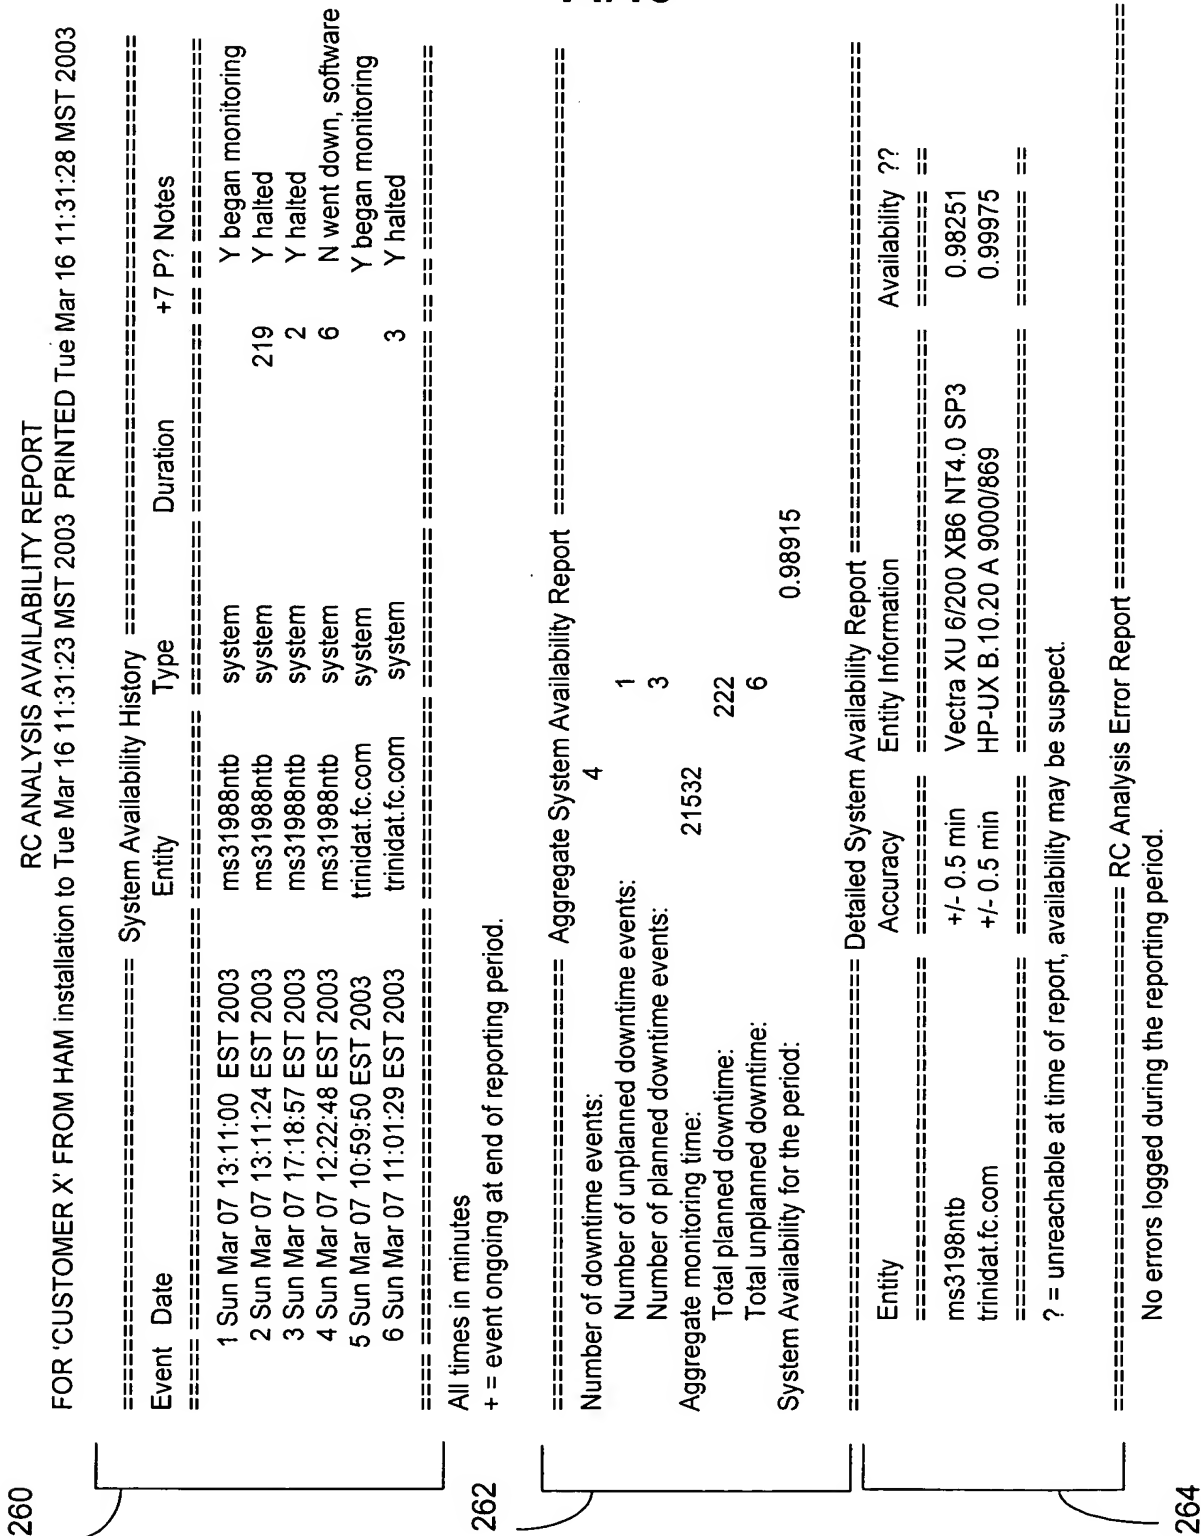 260
RC ANALYSIS AVAILABILITY REPORT
FOR 'CUSTOMER X' FROM HAM installation to Tue Mar 16 11:31:23 MST 2003 PRINTED Tue Mar 16 11:31:28 MST 2003
System Availability History
Event Date Entity Type Duration +7 P? Notes
1 Sun Mar 07 13:11:00 EST 2003 ms31988ntb system Y began monitoring
2 Sun Mar 07 13:11:24 EST 2003 ms31988ntb system 219 Y halted
3 Sun Mar 07 17:18:57 EST 2003 ms31988ntb system 2 Y halted
4 Sun Mar 07 12:22:48 EST 2003 ms31988ntb system 6 N went down, software
5 Sun Mar 07 10:59:50 EST 2003 trinidat.fc.com system Y began monitoring
6 Sun Mar 07 11:01:29 EST 2003 trinidat.fc.com system 3 Y halted
All times in minutes
+ = event ongoing at end of reporting period.
262
Aggregate System Availability Report
Number of downtime events: 4
Number of unplanned downtime events: 1
Number of planned downtime events: 3
Aggregate monitoring time: 21532
Total planned downtime: 222
Total unplanned downtime: 6
System Availability for the period: 0.98915
Detailed System Availability Report
Entity Accuracy Entity Information Availability ??
ms3198ntb +/- 0.5 min Vectra XU 6/200 XB6 NT4.0 SP3 0.98251
trinidat.fc.com +/- 0.5 min HP-UX B.10.20 A 9000/869 0.99975
? = unreachable at time of report, availability may be suspect.
RC Analysis Error Report
No errors logged during the reporting period.
264